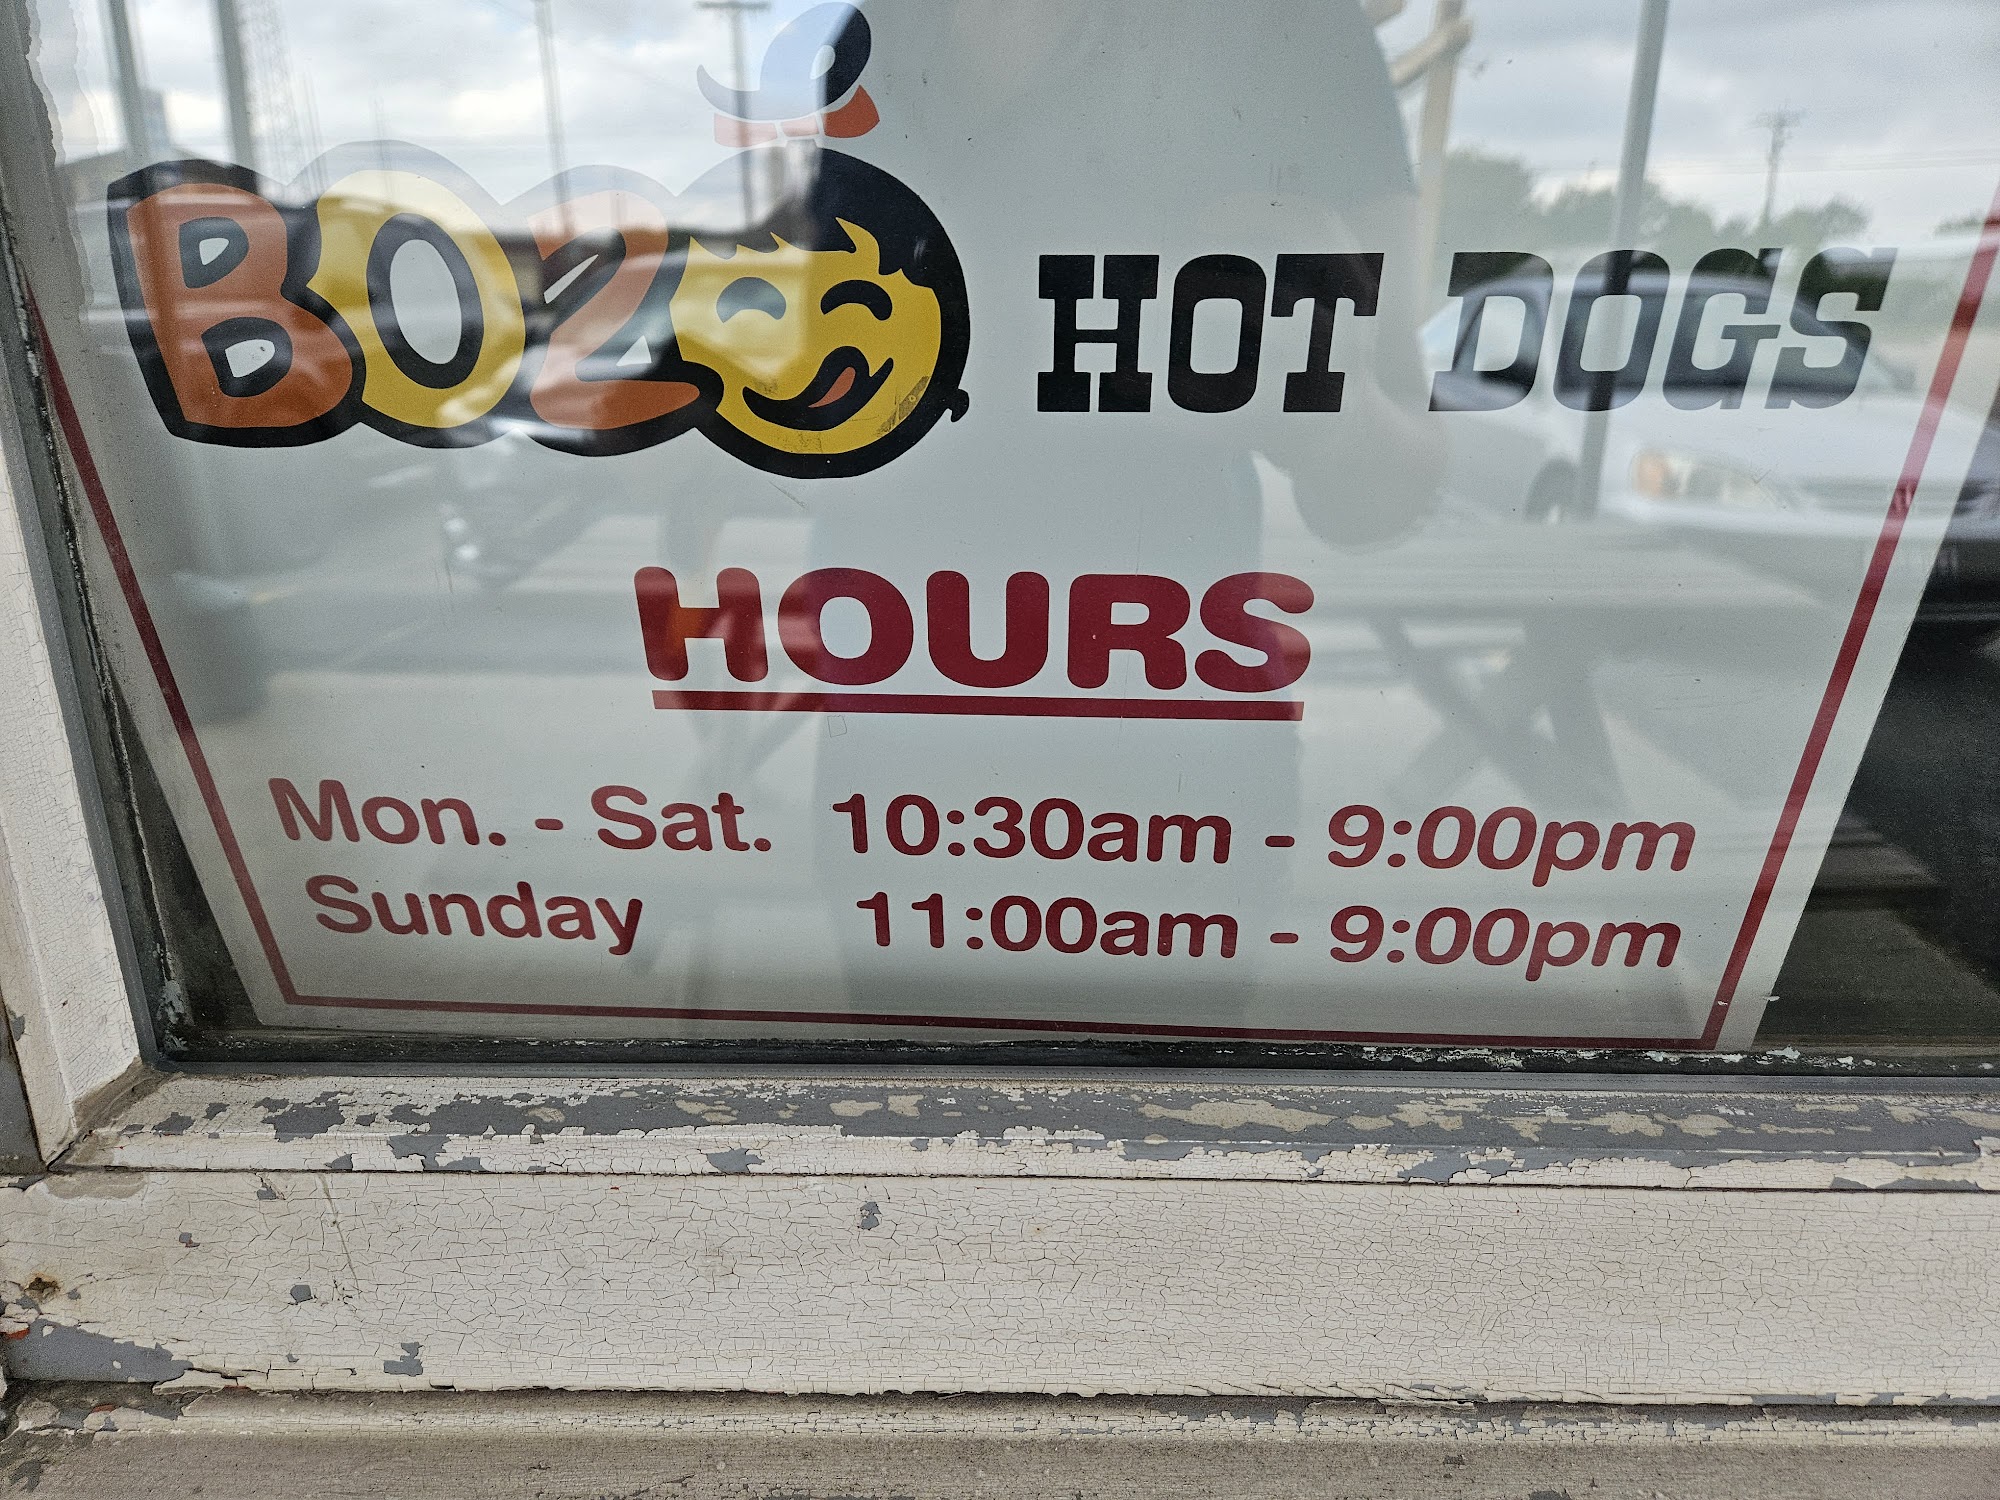 BOZO HOT DOGS
HOURS
Mon. - Sat. 10:30am - 9:00pm
Sunday 11:00am - 9:00pm